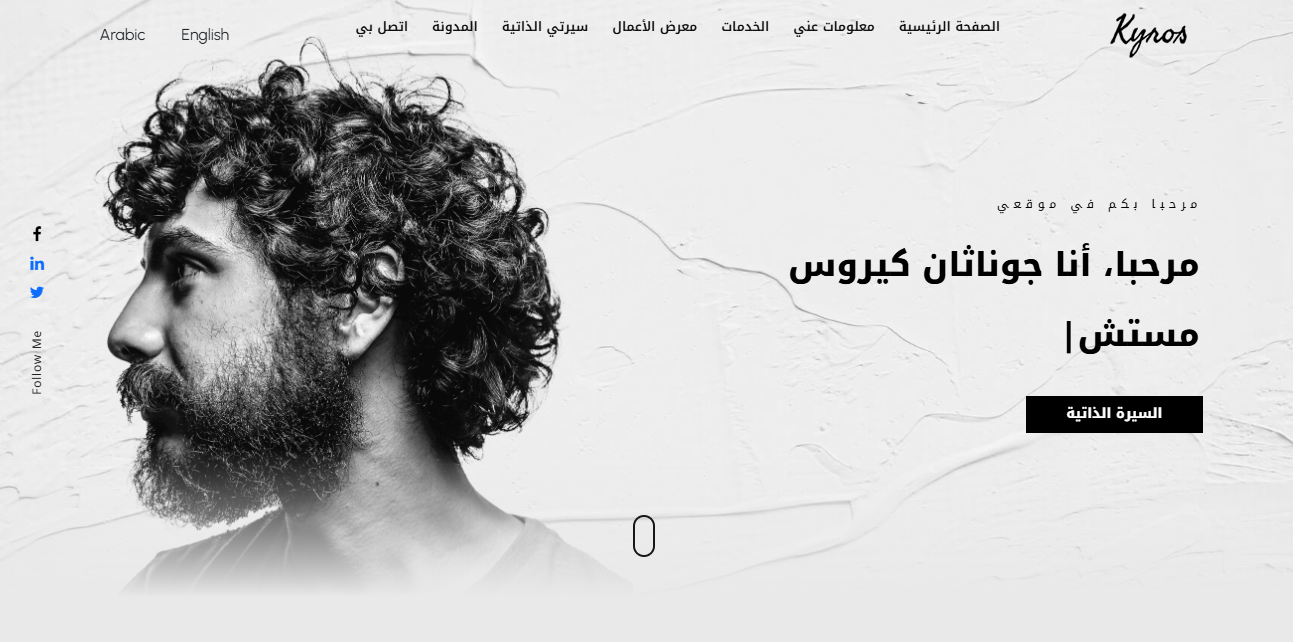 Kyros
الصفحة الرئيسية معلومات عني الخدمات معرض الأعمال سيرتي الذاتية المدونة اتصل بي
Arabic English
مرحبا بكم في موقعي
مرحبا، أنا جوناثان كيروس
مستش|
السيرة الذاتية
Follow Me